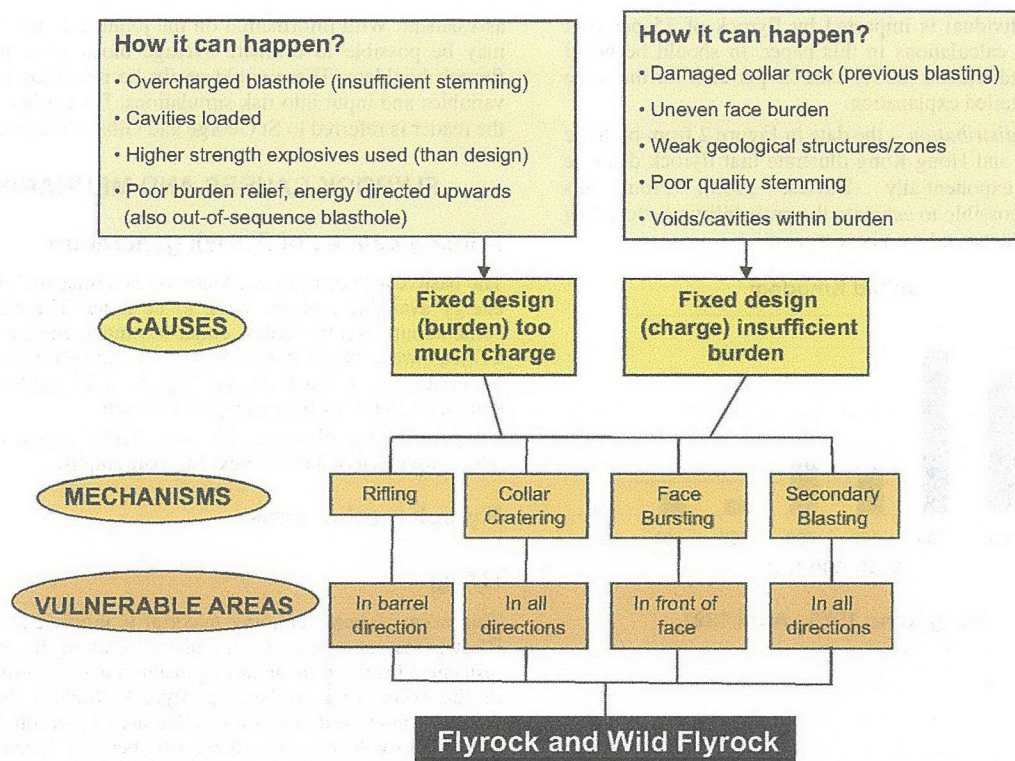 How it can happen?
• Overcharged blasthole (insufficient stemming)
• Cavities loaded
• Higher strength explosives used (than design)
• Poor burden relief, energy directed upwards
(also out-of-sequence blasthole)
How it can happen?
• Damaged collar rock (previous blasting)
• Uneven face burden
• Weak geological structures/zones
• Poor quality stemming
• Voids/cavities within burden
CAUSES
Fixed design
(burden) too
much charge
Fixed design
(charge) insufficient
burden
MECHANISMS
Rifling
Collar
Cratering
Face
Bursting
Secondary
Blasting
VULNERABLE AREAS
In barrel
direction
In all
directions
In front of
face
In all
directions
Flyrock and Wild Flyrock